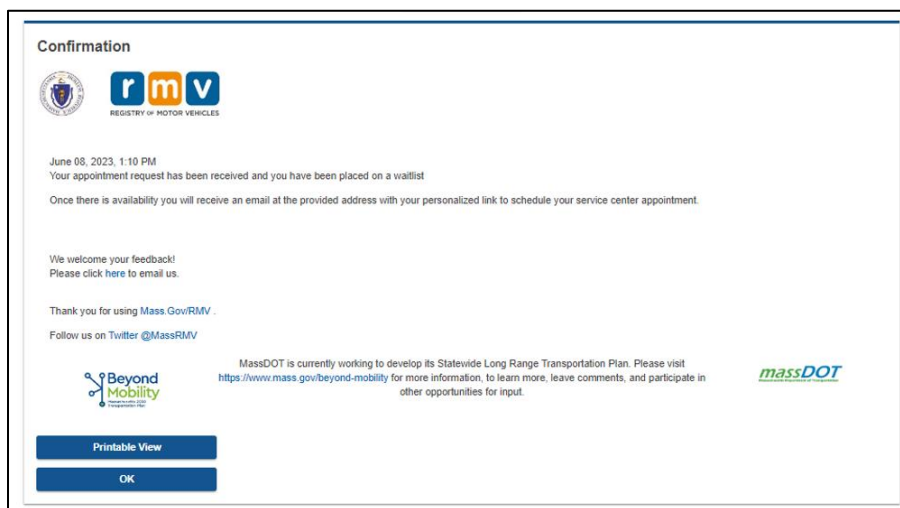 Confirmation
rmv
REGISTRY OF MOTOR VEHICLES
June 08, 2023, 1:10 PM
Your appointment request has been received and you have been placed on a waitlist
Once there is availability you will receive an email at the provided address with your personalized link to schedule your service center appointment.
We welcome your feedback!
Please click here to email us.
Thank you for using Mass.Gov/RMV .
Follow us on Twitter @MassRMV
Beyond
Mobility
MassDOT is currently working to develop its Statewide Long Range Transportation Plan. Please visit
https://www.mass.gov/beyond-mobility for more information, to learn more, leave comments, and participate in
other opportunities for input.
massDOT
Printable View
OK